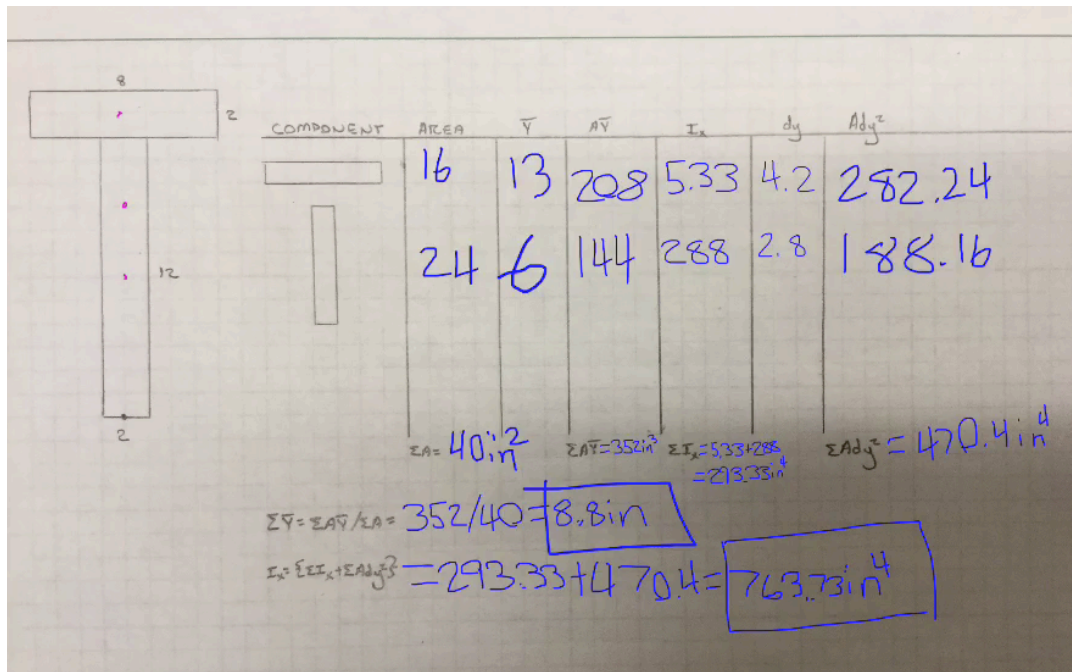 8
2
COMPONENT AREA Ȳ AȲ Iₓ dy Ady²
16 13 208 5.33 4.2 282.24
24 6 144 288 2.8 188.16
12
2
ΣA= 40in² ΣAȲ=352in³ ΣIₓ=5.33+288 ΣAdy² = 470.4in⁴
=293.33in⁴
ΣȲ=ΣAȲ/ΣA= 352/40=8.8in
Iₓ={ΣIₓ+ΣAdy²} =293.33+470.4= 763.73in⁴